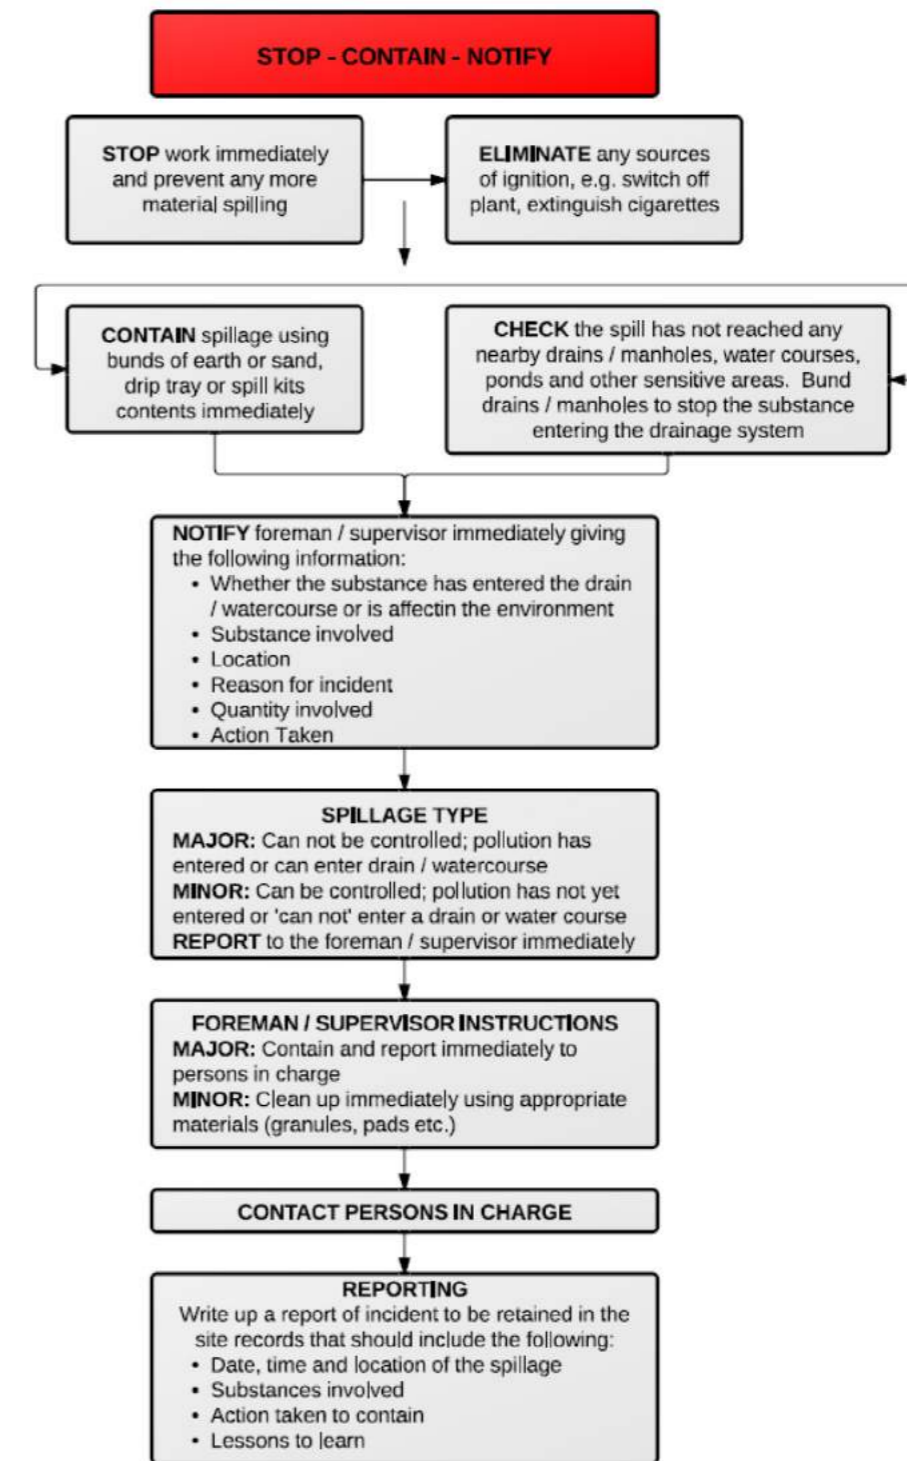 STOP - CONTAIN - NOTIFY
STOP work immediately
and prevent any more
material spilling
ELIMINATE any sources
of ignition, e.g. switch off
plant, extinguish cigarettes
CONTAIN spillage using
bunds of earth or sand,
drip tray or spill kits
contents immediately
CHECK the spill has not reached any
nearby drains / manholes, water courses,
ponds and other sensitive areas. Bund
drains / manholes to stop the substance
entering the drainage system
NOTIFY foreman / supervisor immediately giving
the following information:
• Whether the substance has entered the drain
/ watercourse or is affectin the environment
• Substance involved
• Location
• Reason for incident
• Quantity involved
• Action Taken
SPILLAGE TYPE
MAJOR: Can not be controlled; pollution has
entered or can enter drain / watercourse
MINOR: Can be controlled; pollution has not yet
entered or 'can not' enter a drain or water course
REPORT to the foreman / supervisor immediately
FOREMAN / SUPERVISOR INSTRUCTIONS
MAJOR: Contain and report immediately to
persons in charge
MINOR: Clean up immediately using appropriate
materials (granules, pads etc.)
CONTACT PERSONS IN CHARGE
REPORTING
Write up a report of incident to be retained in the
site records that should include the following:
• Date, time and location of the spillage
• Substances involved
• Action taken to contain
• Lessons to learn